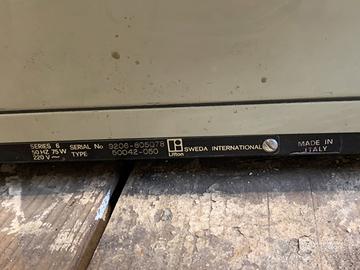 SERIES 6 SERIAL No 9206-605078 Litton SWEDA INTERNATIONAL MADE IN
50 HZ 75 W TYPE 50042-050 ITALY
220 V ~